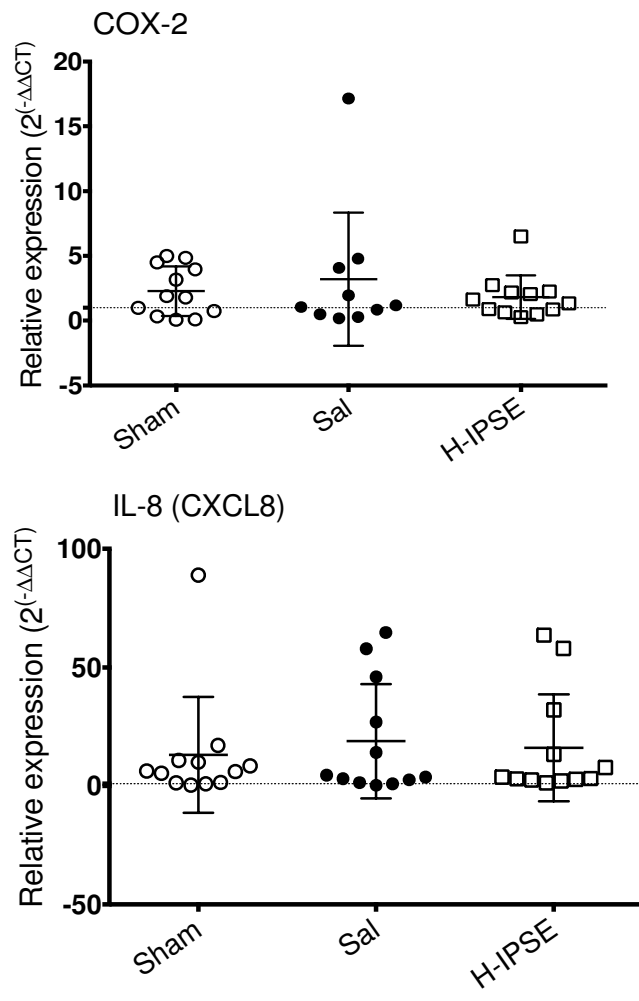 COX-2
Relative expression (2(-ΔΔCT)
20
15
10
5
0
-5
Sham
Sal
H-IPSE
IL-8 (CXCL8)
Relative expression (2(-ΔΔCT)
100
50
0
-50
Sham
Sal
H-IPSE